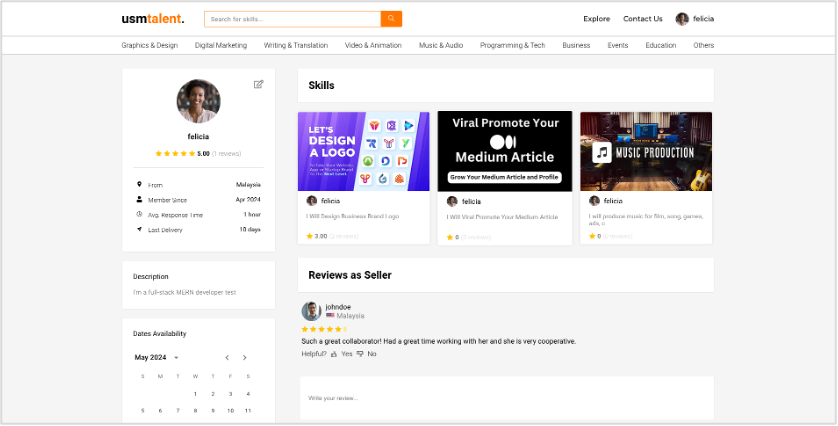 usmtalent.
Search for skills...
Explore Contact Us felicia
Graphics & Design Digital Marketing Writing & Translation Video & Animation Music & Audio Programming & Tech Business Events Education Others
felicia
5.00 (1 reviews)
From Malaysia
Member Since Apr 2024
Avg. Response Time 1 hour
Last Delivery 10 days
Description
I'm a full-stack MERN developer test
Dates Availability
May 2024
S M T W T F S
1 2 3 4
5 6 7 8 9 10 11
Skills
LET'S
DESIGN
A LOGO
felicia
I Will Design Business Brand Logo
3.00
Viral Promote Your
Medium Article
Grow Your Medium Article and Profile
felicia
I Will Viral Promote Your Medium Article
0 (0 reviews)
MUSIC PRODUCTION
felicia
I will produce music for film, song, games,
ads, c
0 (0 reviews)
Reviews as Seller
johndoe
Malaysia
5
Such a great collaborator! Had a great time working with her and she is very cooperative.
Helpful? Yes No
Write your review...